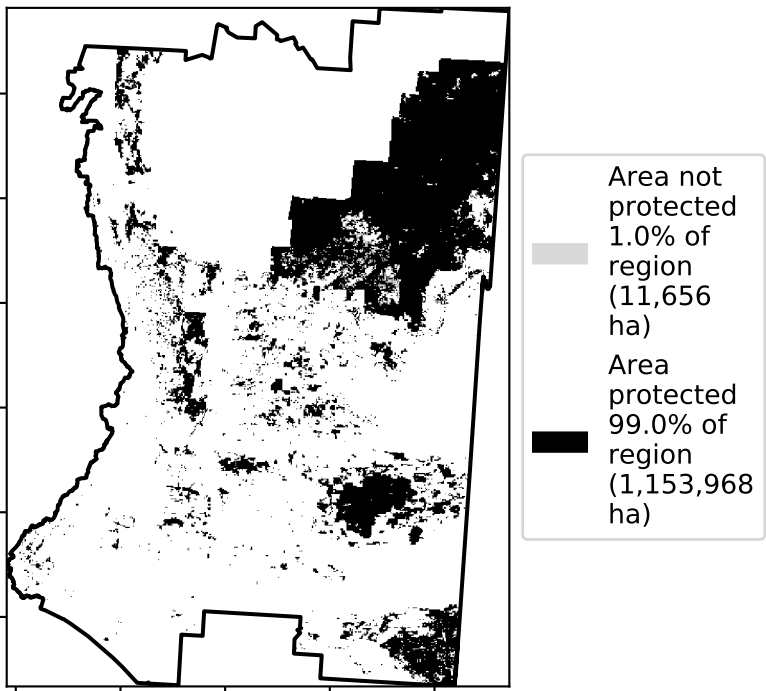 Area not
protected
1.0% of
region
(11,656
ha)
Area
protected
99.0% of
region
(1,153,968
ha)